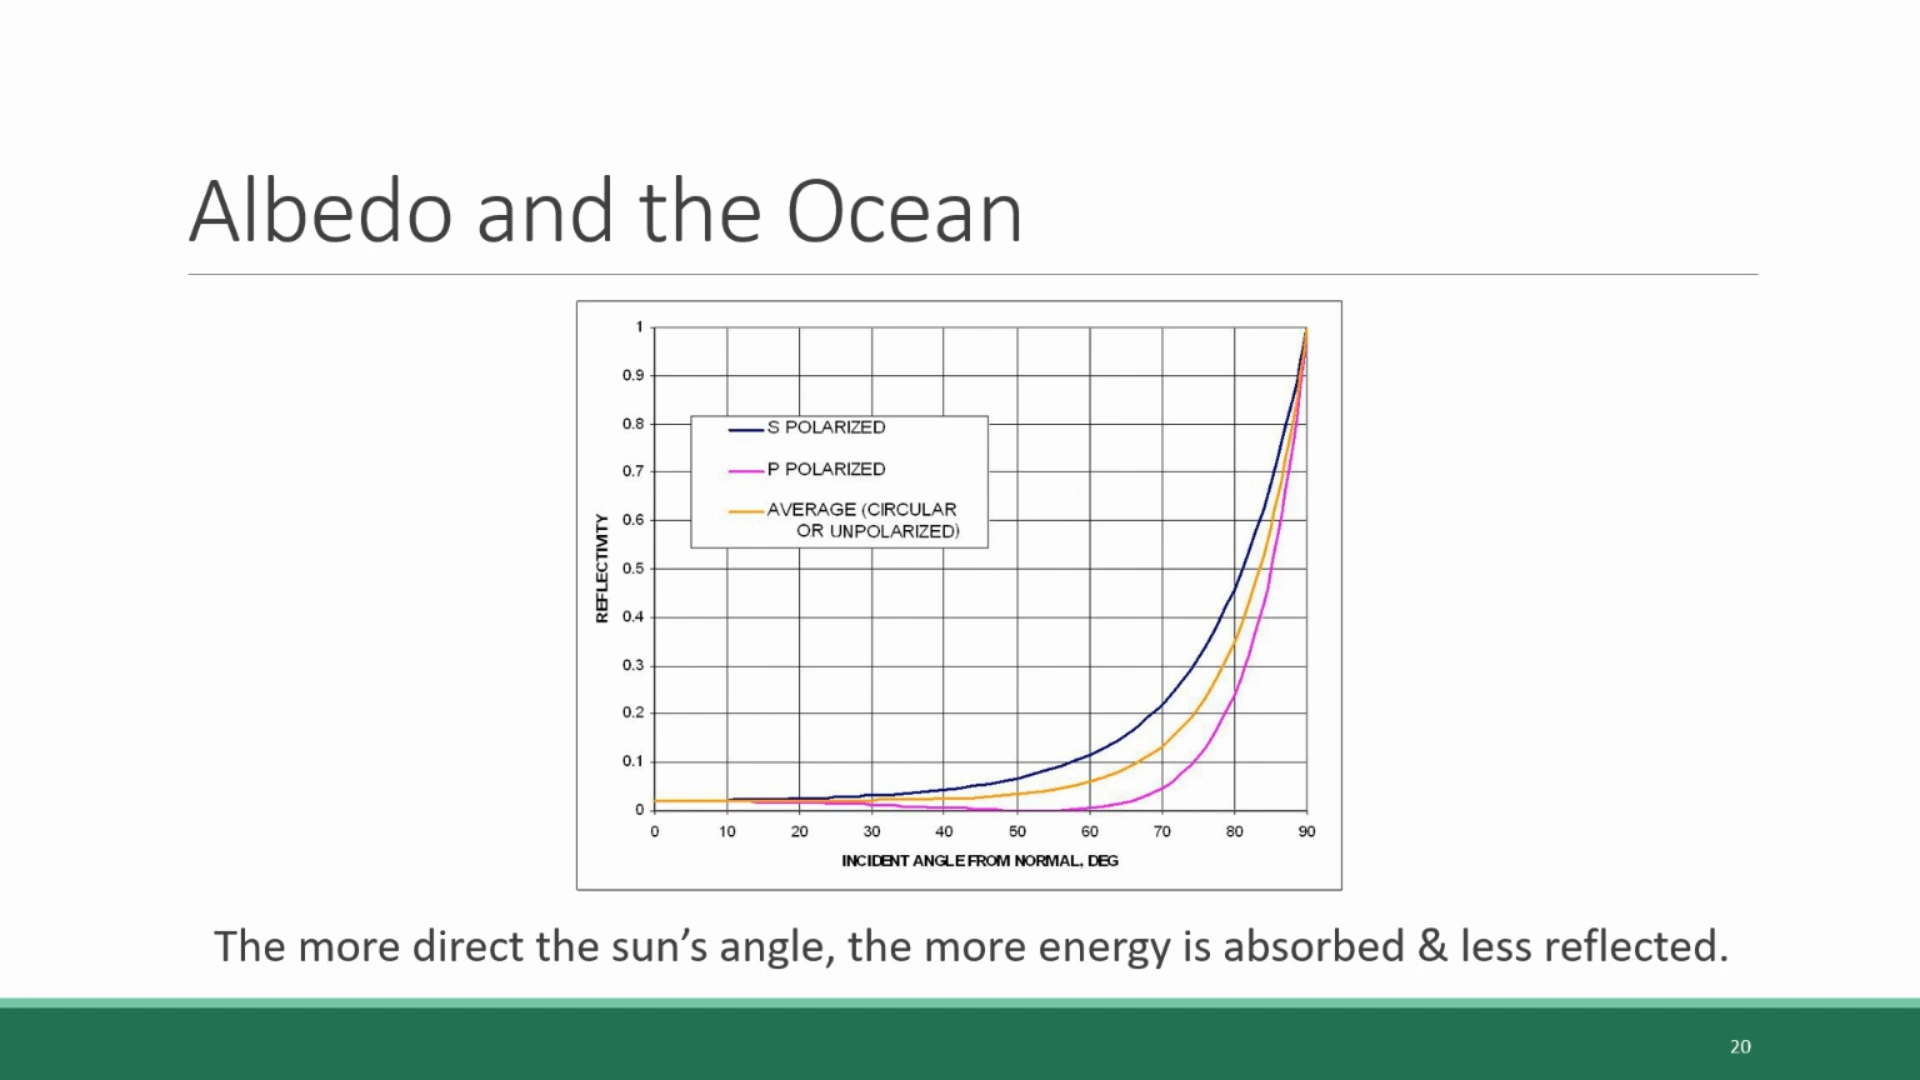 Albedo and the Ocean
1
0.9
0.8
0.7
0.6
0.5
0.4
0.3
0.2
0.1
0
REFLECTIVITY
S POLARIZED
P POLARIZED
AVERAGE (CIRCULAR
OR UNPOLARIZED)
0 10 20 30 40 50 60 70 80 90
INCIDENT ANGLE FROM NORMAL, DEG
The more direct the sun’s angle, the more energy is absorbed & less reflected.
20